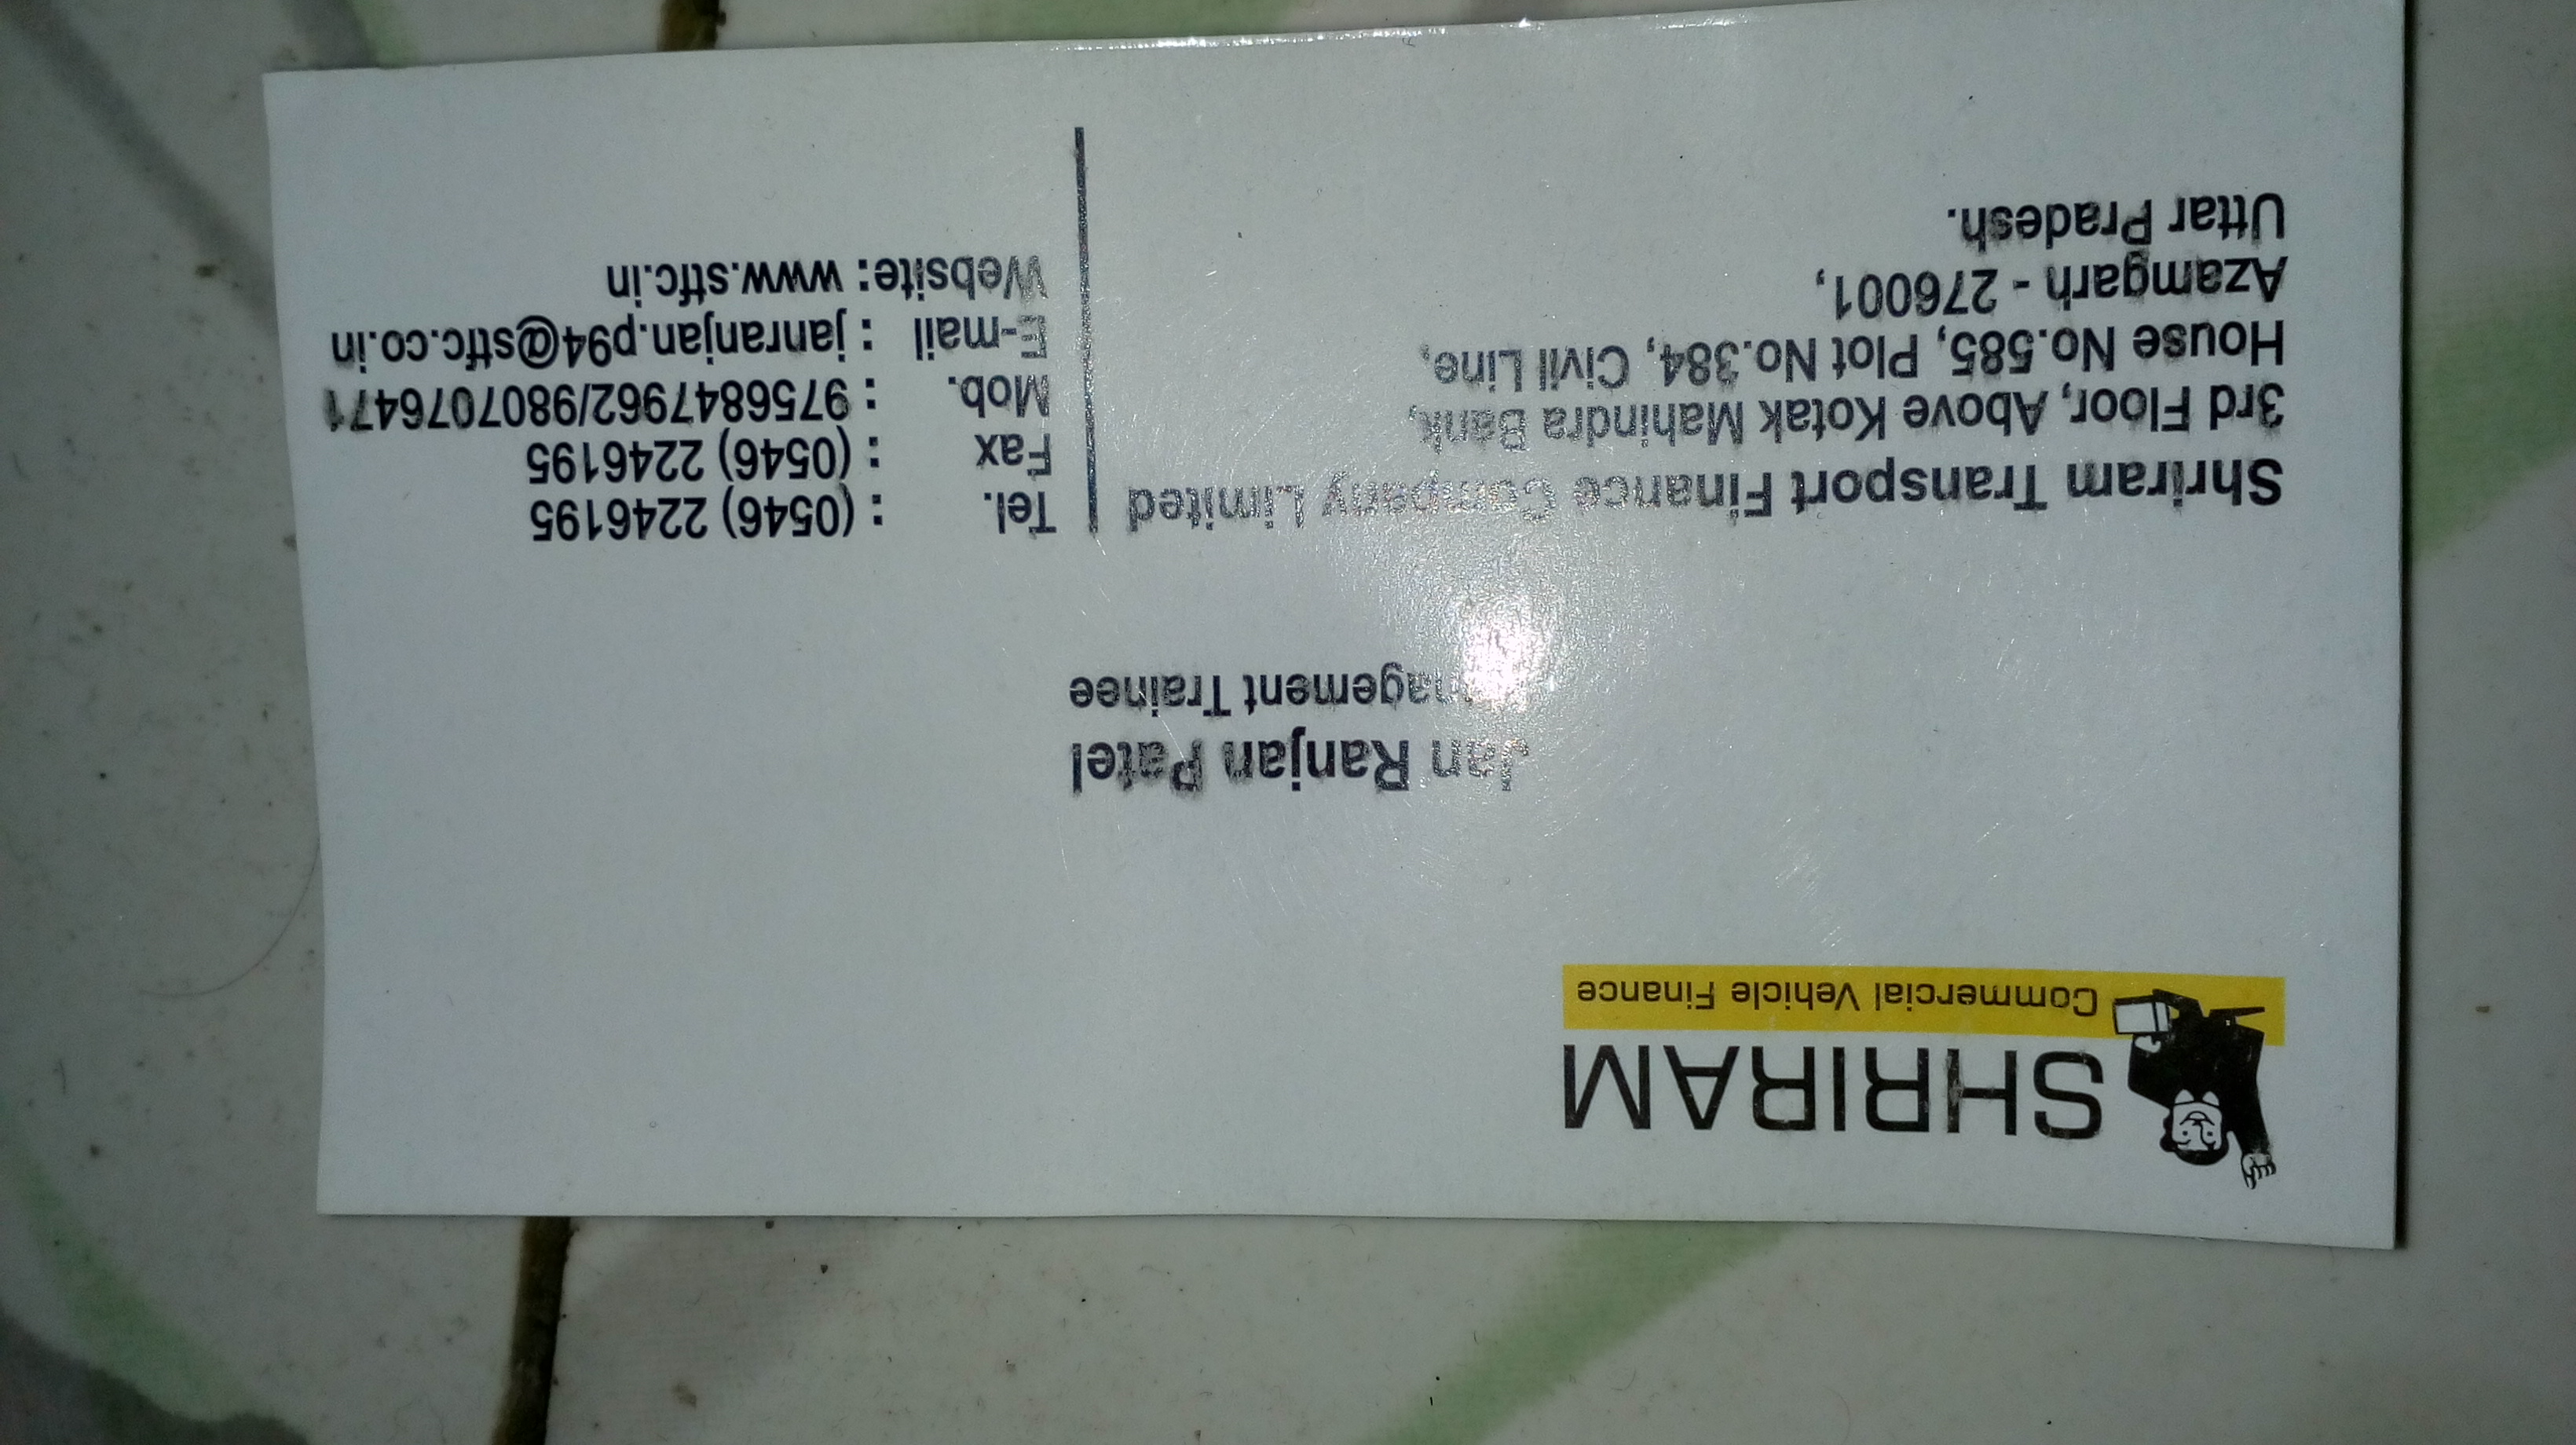 SHRIRAM
Commercial Vehicle Finance
Jan Ranjan Patel
Trainee
Shriram Transport Finance Company Limited
3rd Floor, Above Kotak Mahindra Bank,
House No.585, Plot No.384, Civil Line,
Azamgarh - 276001,
Uttar Pradesh.
Tel. : (0546) 2246195
Fax : (0546) 2246195
Mob. : 9756847962/9807076471
E-mail : janranjan.p94@stfc.co.in
Website : www.stfc.in